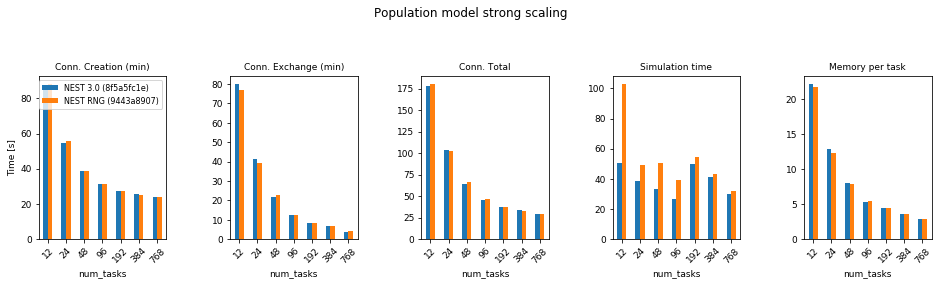 Population model strong scaling
Conn. Creation (min)
Conn. Exchange (min)
Conn. Total
Simulation time
Memory per task
NEST 3.0 (8f5a5fc1e)
NEST RNG (9443a8907)
Time [s]
80
60
40
20
0
12 24 48 96 192 384 768
num_tasks
80
70
60
50
40
30
20
10
0
12 24 48 96 192 384 768
num_tasks
175
150
125
100
75
50
25
0
12 24 48 96 192 384 768
num_tasks
100
80
60
40
20
0
12 24 48 96 192 384 768
num_tasks
20
15
10
5
0
12 24 48 96 192 384 768
num_tasks